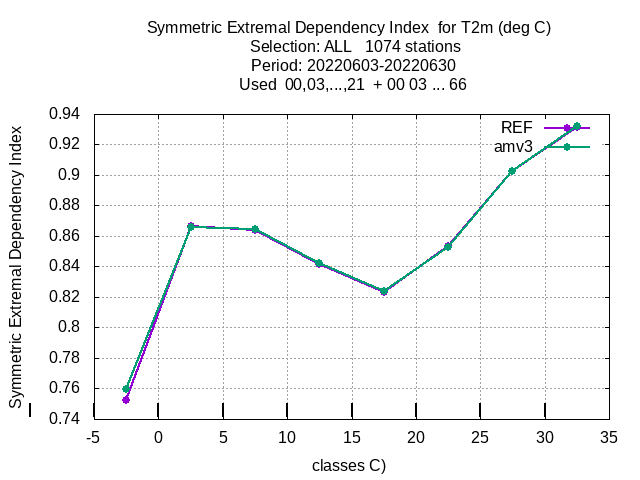 Symmetric Extremal Dependency Index  for T2m (deg C)
Selection: ALL   1074 stations
Period: 20220603-20220630
Used  00,03,...,21  + 00 03 ... 66
0.94
0.92
0.9
0.88
0.86
0.84
0.82
0.8
0.78
0.76
0.74
Symmetric Extremal Dependency Index
REF
amv3
-5
0
5
10
15
20
25
30
35
classes C)